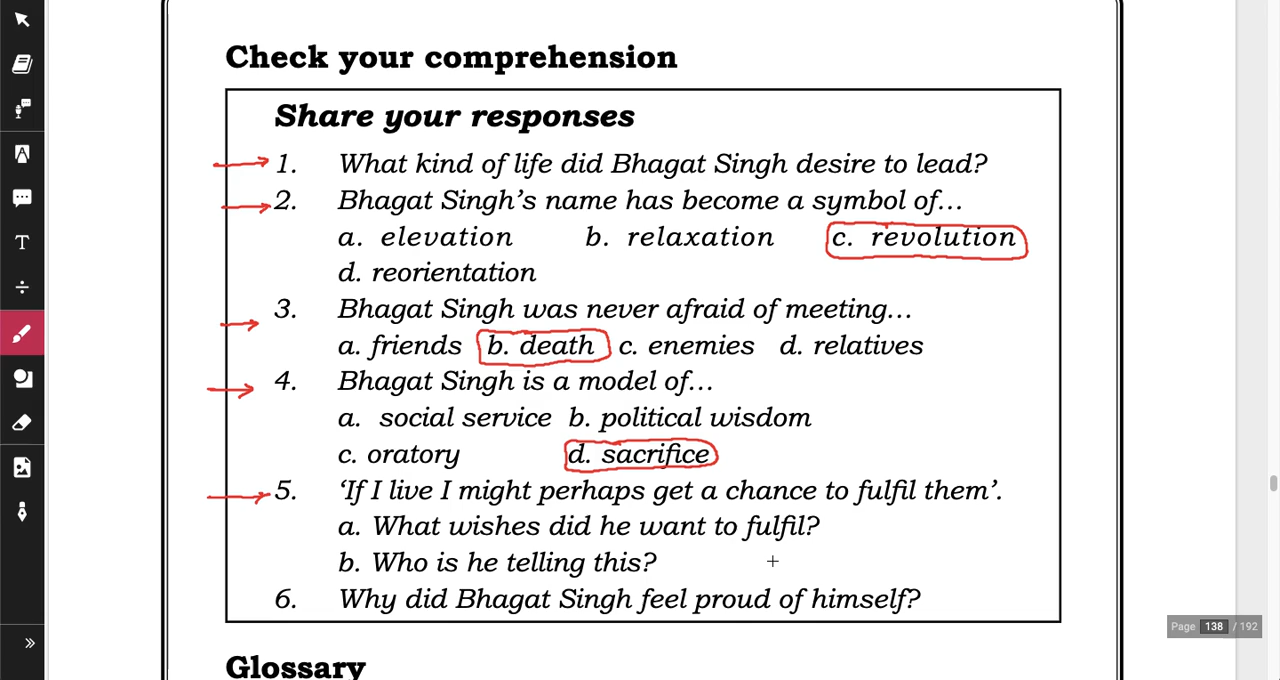 Check your comprehension
Share your responses
1. What kind of life did Bhagat Singh desire to lead?
2. Bhagat Singh's name has become a symbol of...
a. elevation b. relaxation c. revolution
d. reorientation
3. Bhagat Singh was never afraid of meeting...
a. friends b. death c. enemies d. relatives
4. Bhagat Singh is a model of...
a. social service b. political wisdom
c. oratory d. sacrifice
5. 'If I live I might perhaps get a chance to fulfil them'.
a. What wishes did he want to fulfil?
b. Who is he telling this?
6. Why did Bhagat Singh feel proud of himself?
Page 138 / 192
Glossary